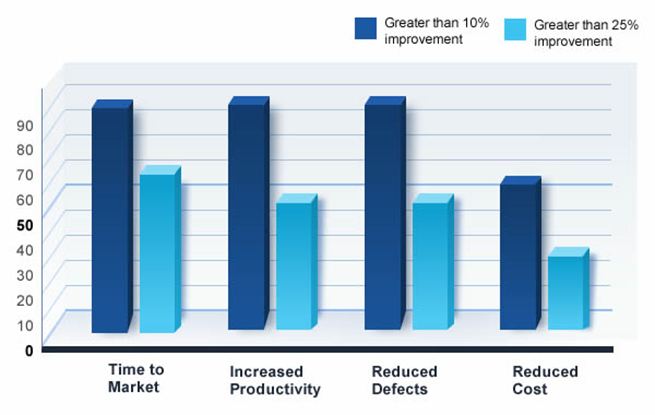 Greater than 10%
improvement
Greater than 25%
improvement
90
80
70
60
50
40
30
20
10
0
Time to
Market
Increased
Productivity
Reduced
Defects
Reduced
Cost